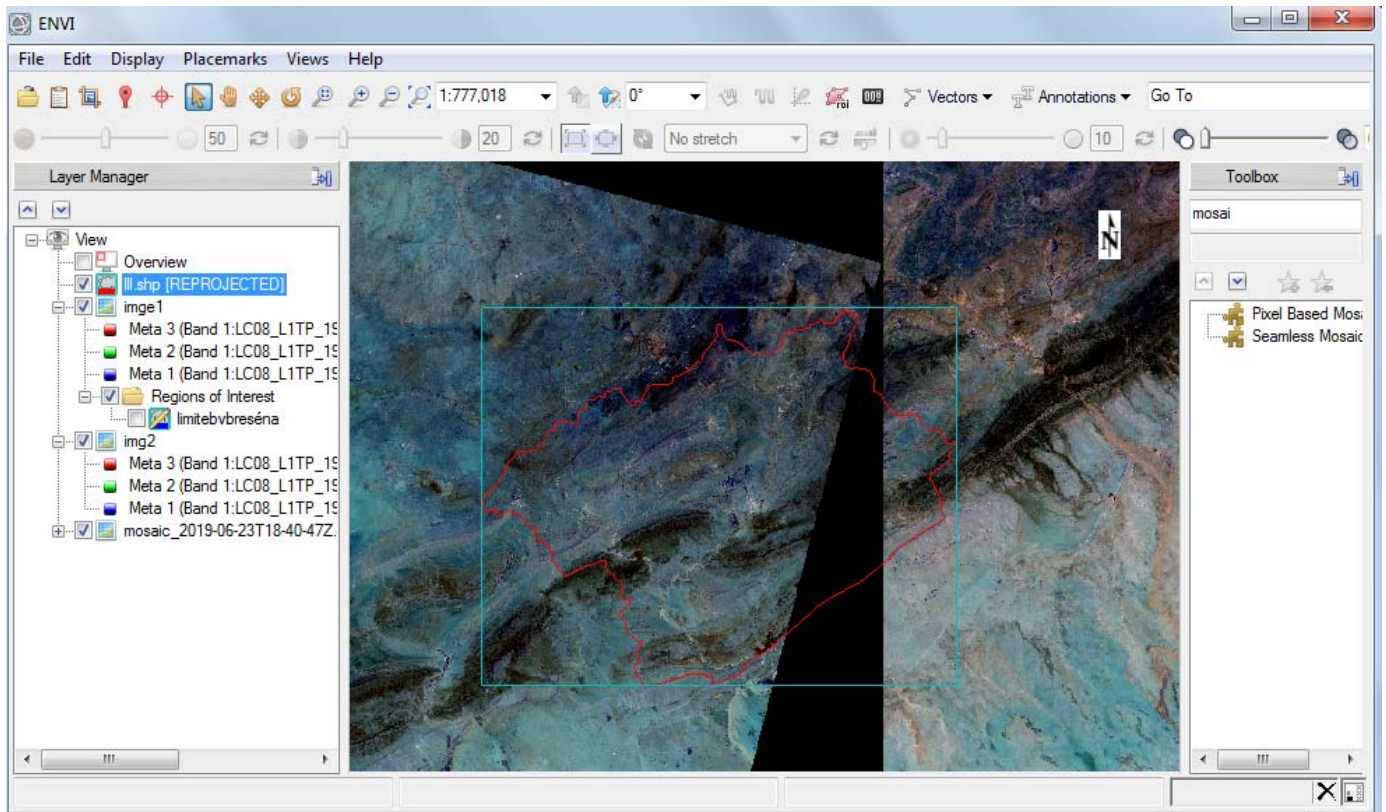 ENVI
File Edit Display Placemarks Views Help
1:777,018 0° roi Vectors Annotations Go To
50 20 No stretch 10
Layer Manager
Toolbox
mosai
View
Overview
lll.shp [REPROJECTED]
imge1
Meta 3 (Band 1:LC08_L1TP_19
Meta 2 (Band 1:LC08_L1TP_19
Meta 1 (Band 1:LC08_L1TP_19
Regions of Interest
limitebvbreséna
img2
Meta 3 (Band 1:LC08_L1TP_19
Meta 2 (Band 1:LC08_L1TP_19
Meta 1 (Band 1:LC08_L1TP_19
mosaic_2019-06-23T18-40-47Z.
N
Pixel Based Mosa
Seamless Mosaic